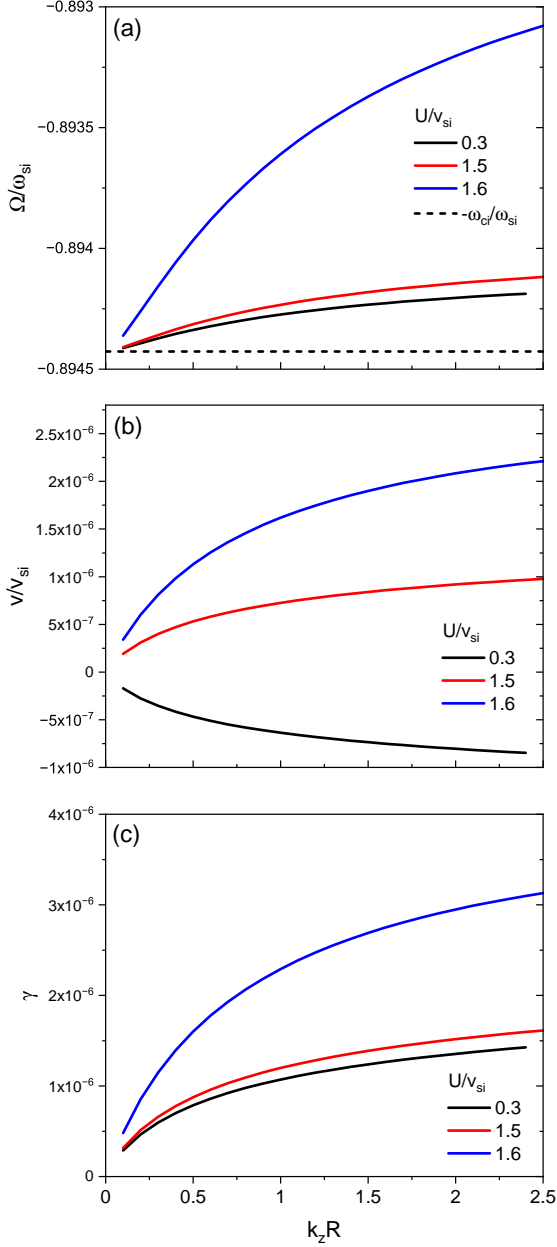 (a)
−0.893
−0.8935
−0.894
−0.8945
Ω/ω_si
U/v_si
0.3
1.5
1.6
-ω_ci/ω_si
(b)
2.5x10⁻⁶
2x10⁻⁶
1.5x10⁻⁶
1x10⁻⁶
5x10⁻⁷
0
−5x10⁻⁷
−1x10⁻⁶
v/v_si
U/v_si
0.3
1.5
1.6
(c)
4x10⁻⁶
3x10⁻⁶
2x10⁻⁶
1x10⁻⁶
0
γ
U/v_si
0.3
1.5
1.6
0 0.5 1 1.5 2 2.5
k_zR